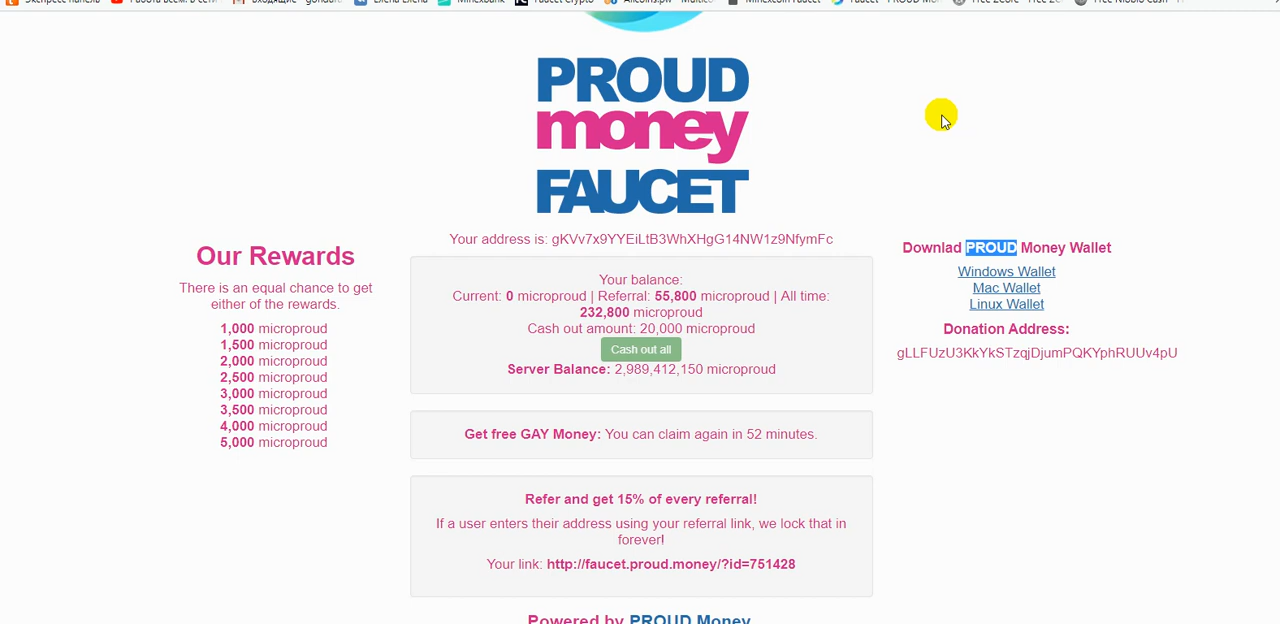 PROUD
money
FAUCET
Your address is: gKVv7x9YYEiLtB3WhXHgG14NW1z9NfymFc
Our Rewards
There is an equal chance to get
either of the rewards.
1,000 microproud
1,500 microproud
2,000 microproud
2,500 microproud
3,000 microproud
3,500 microproud
4,000 microproud
5,000 microproud
Your balance:
Current: 0 microproud | Referral: 55,800 microproud | All time:
232,800 microproud
Cash out amount: 20,000 microproud
Cash out all
Server Balance: 2,989,412,150 microproud
Get free GAY Money: You can claim again in 52 minutes.
Refer and get 15% of every referral!
If a user enters their address using your referral link, we lock that in
forever!
Your link: http://faucet.proud.money/?id=751428
Powered by PROUD Money
Downlad PROUD Money Wallet
Windows Wallet
Mac Wallet
Linux Wallet
Donation Address:
gLLFUzU3KkYkSTzqjDjumPQKYphRUUv4pU